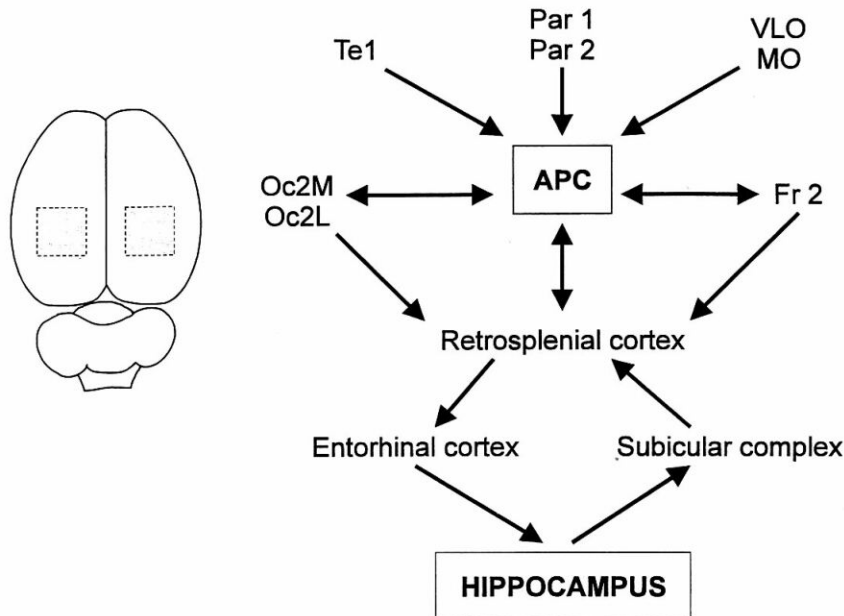 Te1
Par 1
Par 2
VLO
MO
Oc2M
Oc2L
APC
Fr 2
Retrosplenial cortex
Entorhinal cortex
Subicular complex
HIPPOCAMPUS